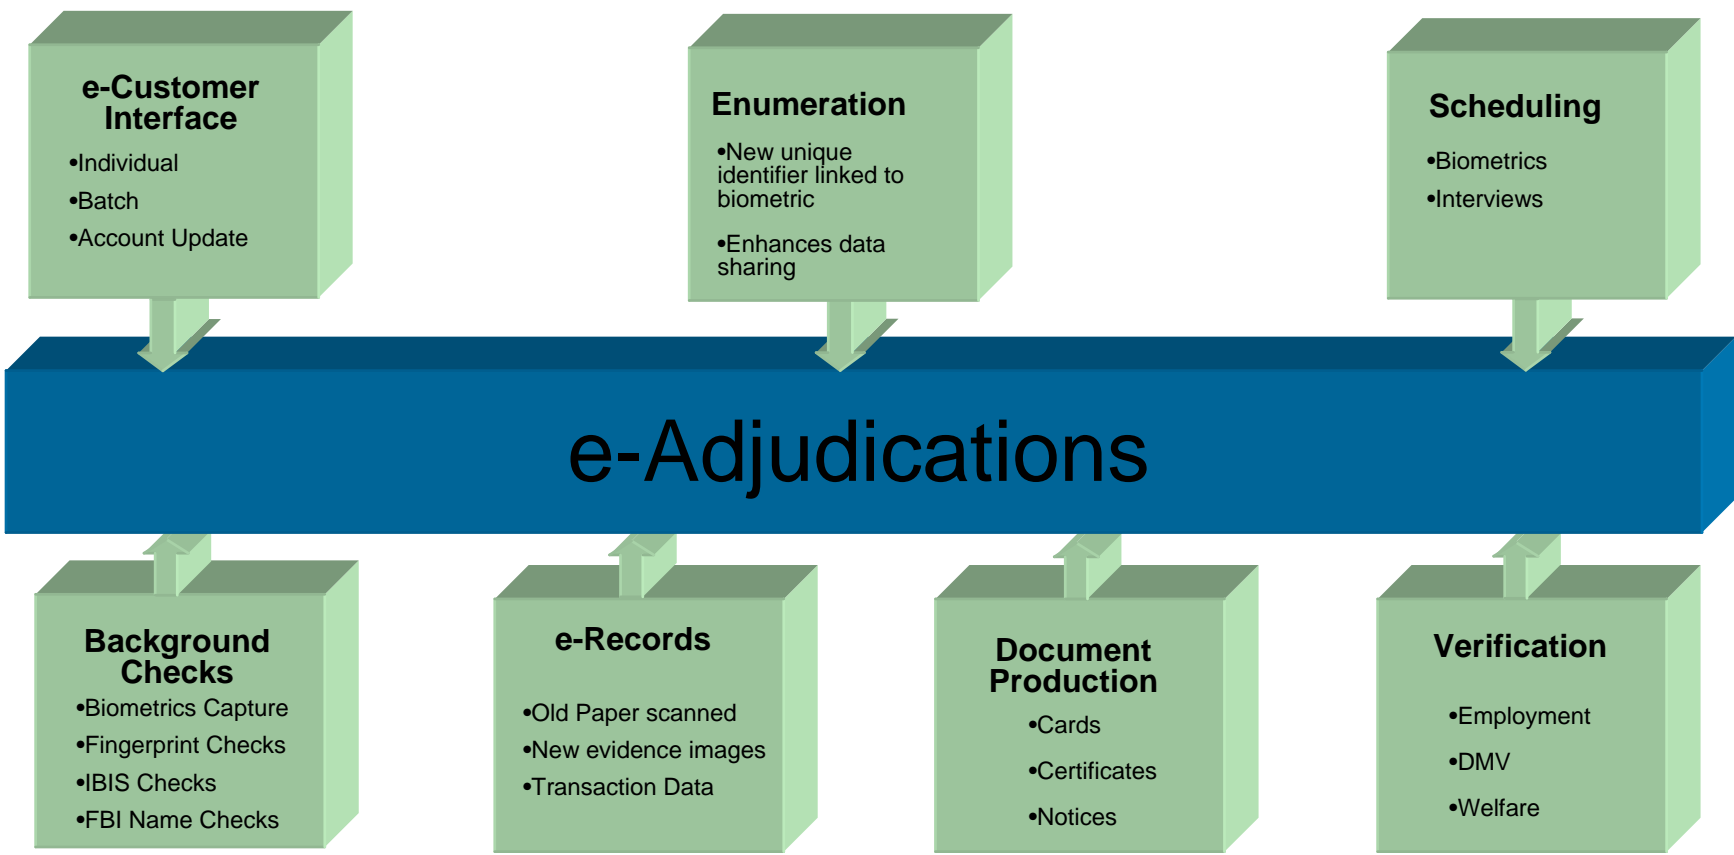 e-Customer
Interface
•Individual
•Batch
•Account Update
Enumeration
•New unique
identifier linked to
biometric
•Enhances data
sharing
Scheduling
•Biometrics
•Interviews
e-Adjudications
Background
Checks
•Biometrics Capture
•Fingerprint Checks
•IBIS Checks
•FBI Name Checks
e-Records
•Old Paper scanned
•New evidence images
•Transaction Data
Document
Production
•Cards
•Certificates
•Notices
Verification
•Employment
•DMV
•Welfare